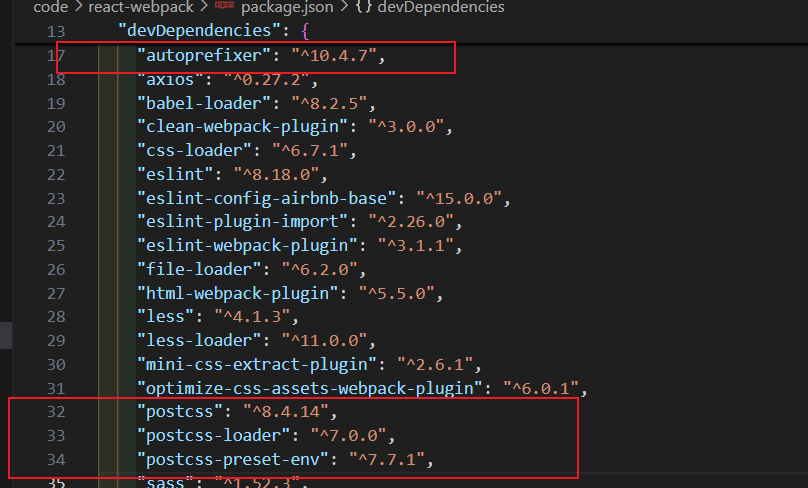 code > react-webpack > package.json > {} devDependencies
13 "devDependencies": {
17 "autoprefixer": "^10.4.7",
18 "axios": "^0.27.2",
19 "babel-loader": "^8.2.5",
20 "clean-webpack-plugin": "^3.0.0",
21 "css-loader": "^6.7.1",
22 "eslint": "^8.18.0",
23 "eslint-config-airbnb-base": "^15.0.0",
24 "eslint-plugin-import": "^2.26.0",
25 "eslint-webpack-plugin": "^3.1.1",
26 "file-loader": "^6.2.0",
27 "html-webpack-plugin": "^5.5.0",
28 "less": "^4.1.3",
29 "less-loader": "^11.0.0",
30 "mini-css-extract-plugin": "^2.6.1",
31 "optimize-css-assets-webpack-plugin": "^6.0.1",
32 "postcss": "^8.4.14",
33 "postcss-loader": "^7.0.0",
34 "postcss-preset-env": "^7.7.1",
35 "sass": "^1.52.3",